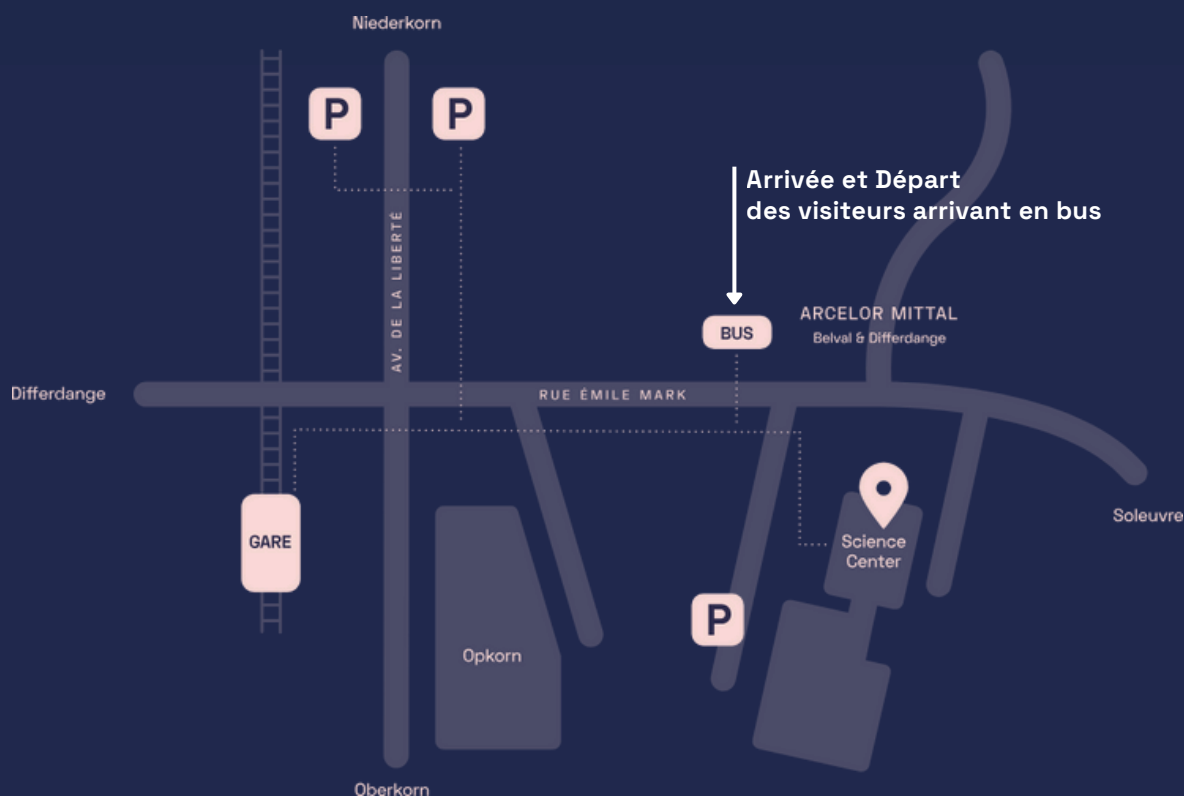 Niederkorn
P
P
Arrivée et Départ
des visiteurs arrivant en bus
AV. DE LA LIBERTÉ
ARCELOR MITTAL
BUS
Belval & Differdange
Differdange
RUE ÉMILE MARK
Soleuvre
GARE
Science
Center
P
Opkorn
Oberkorn